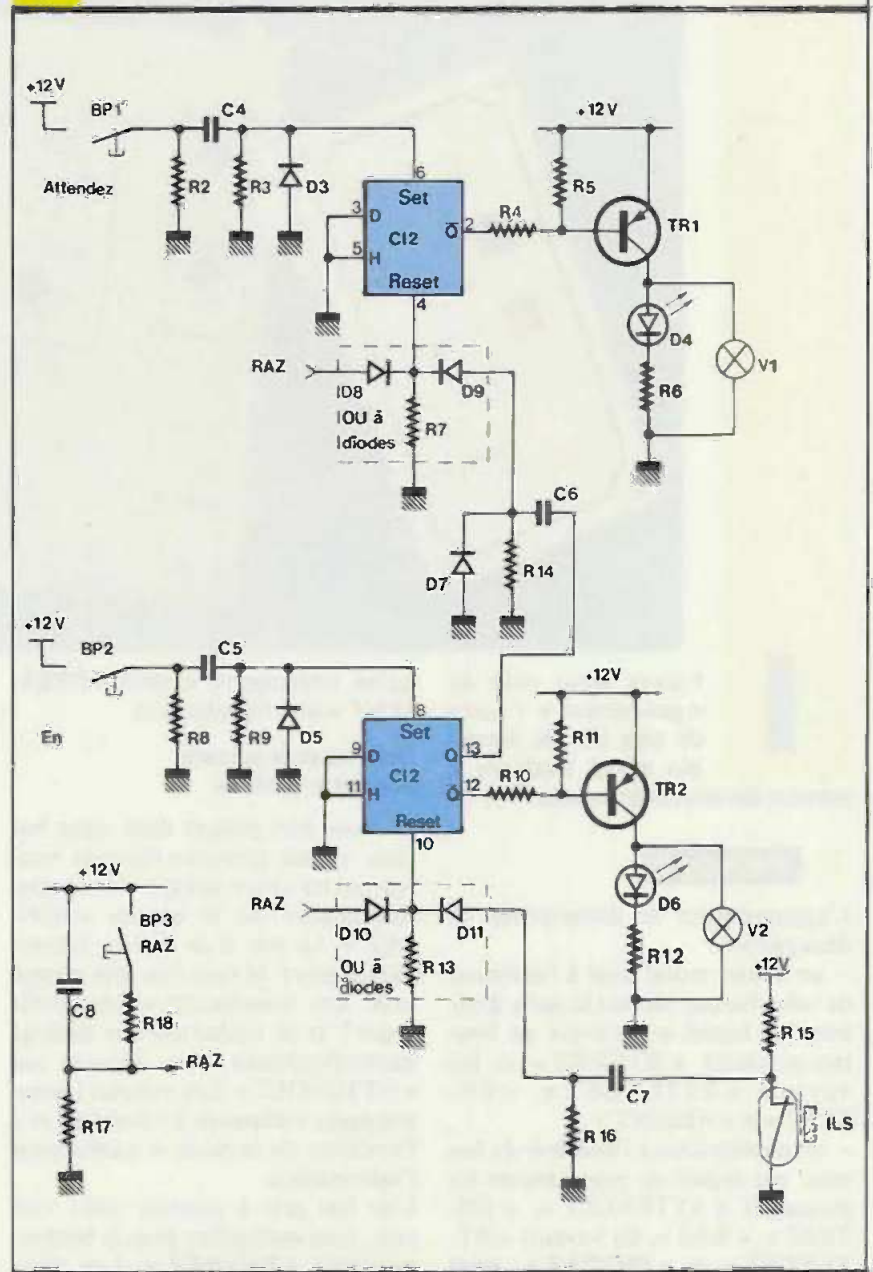 +12V
BP1
C4
Attendez
R2
R3
D3
6
Set
3
D
5
H
CI2
Q̅
2
Reset
4
R4
+12V
R5
TR1
D4
V1
R6
RAZ
D8
D9
OU à
diodes
R7
C6
D7
R14
+12V
BP2
C5
En
R8
R9
D5
8
Set
9
D
11
H
CI2
Q
13
Q̅
12
Reset
10
R10
+12V
R11
TR2
D6
V2
R12
RAZ
D10
D11
OU à
diodes
R13
+12V
BP3
RAZ
C8
R18
RAZ
R17
R16
C7
+12V
R15
ILS